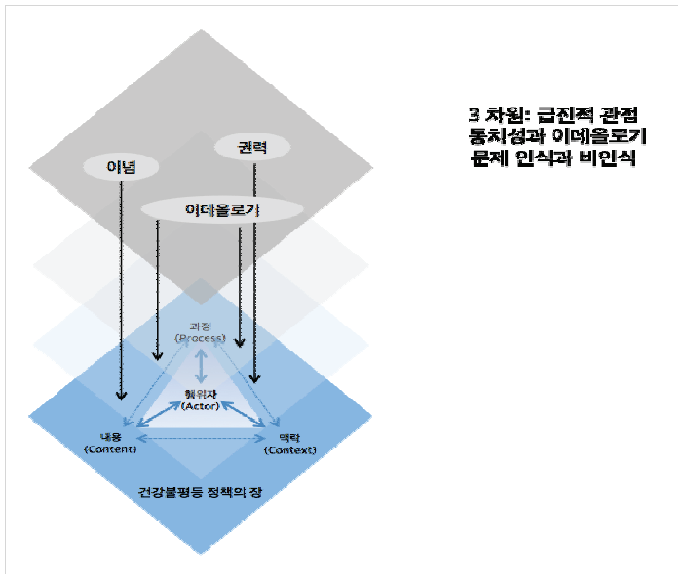 3 차원: 급진적 관점
통치성과 이데올로기
문제 인식과 비인식
권력
이념
이데올로기
과정
(Process)
행위자
(Actor)
내용
(Content)
맥락
(Context)
건강불평등 정책의 장